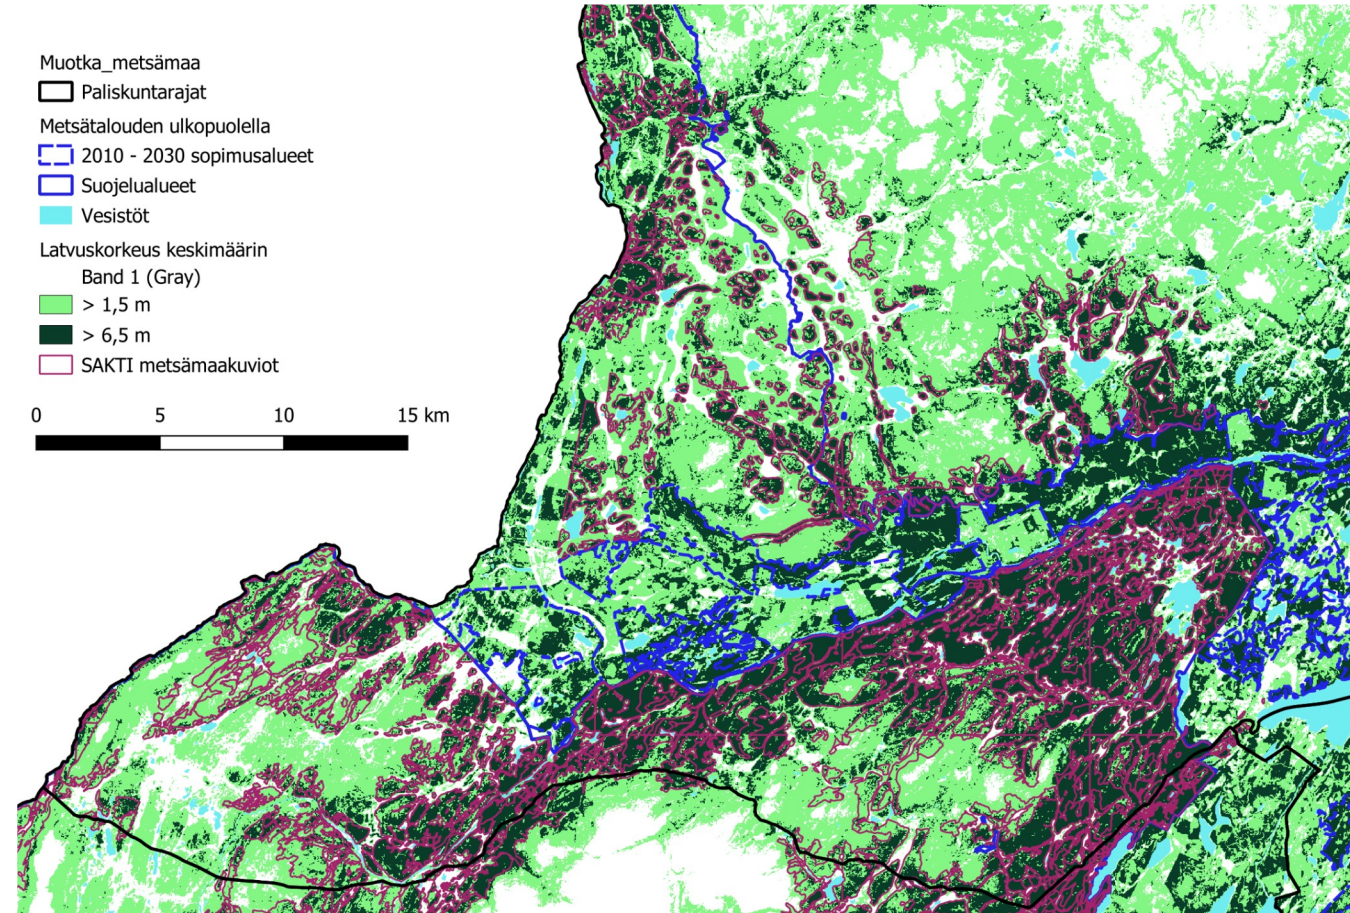 Muotka_metsämaa
Paliskuntarajat
Metsätalouden ulkopuolella
2010 - 2030 sopimusalueet
Suojelualueet
Vesistöt
Latvuskorkeus keskimäärin
Band 1 (Gray)
> 1,5 m
> 6,5 m
SAKTI metsämaakuviot
0 5 10 15 km